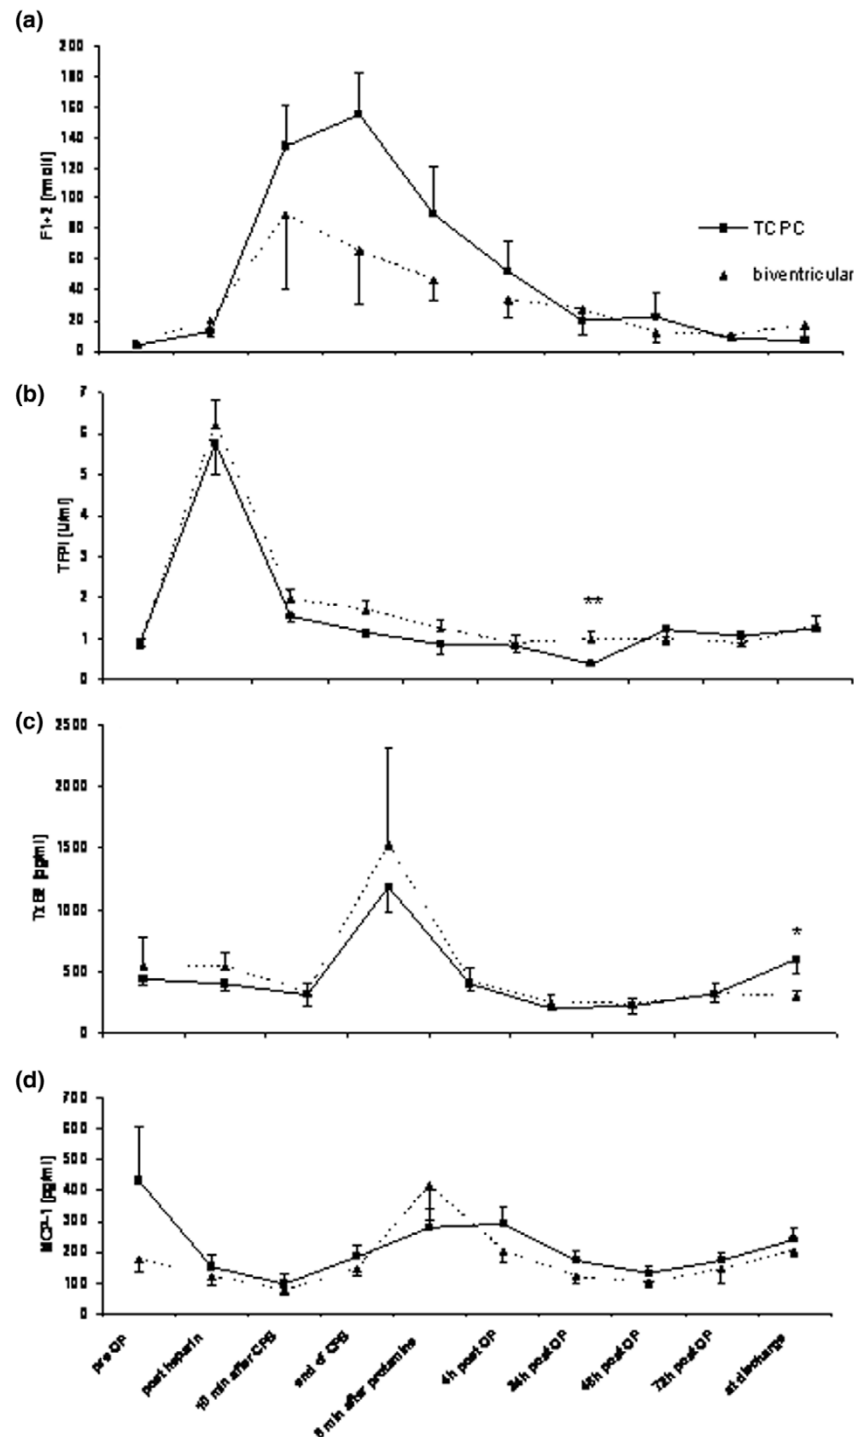 (a)
200
180
160
140
120
100
80
60
40
20
0
F1+2 [nmol/l]
TCPC
biventricular
(b)
7
6
5
4
3
2
1
0
TFPI [U/ml]
**
(c)
2500
2000
1500
1000
500
0
TxB2 [pg/ml]
*
(d)
700
600
500
400
300
200
100
0
MCP-1 [pg/ml]
pre OP
post heparin
10 min after CPB
end of CPB
5 min after protamine
4h post OP
24h post OP
48h post OP
72h post OP
at discharge